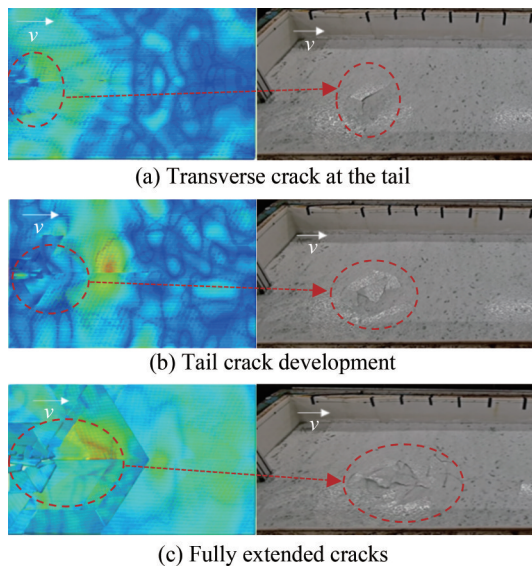 v
v
(a) Transverse crack at the tail
v
v
(b) Tail crack development
v
v
(c) Fully extended cracks